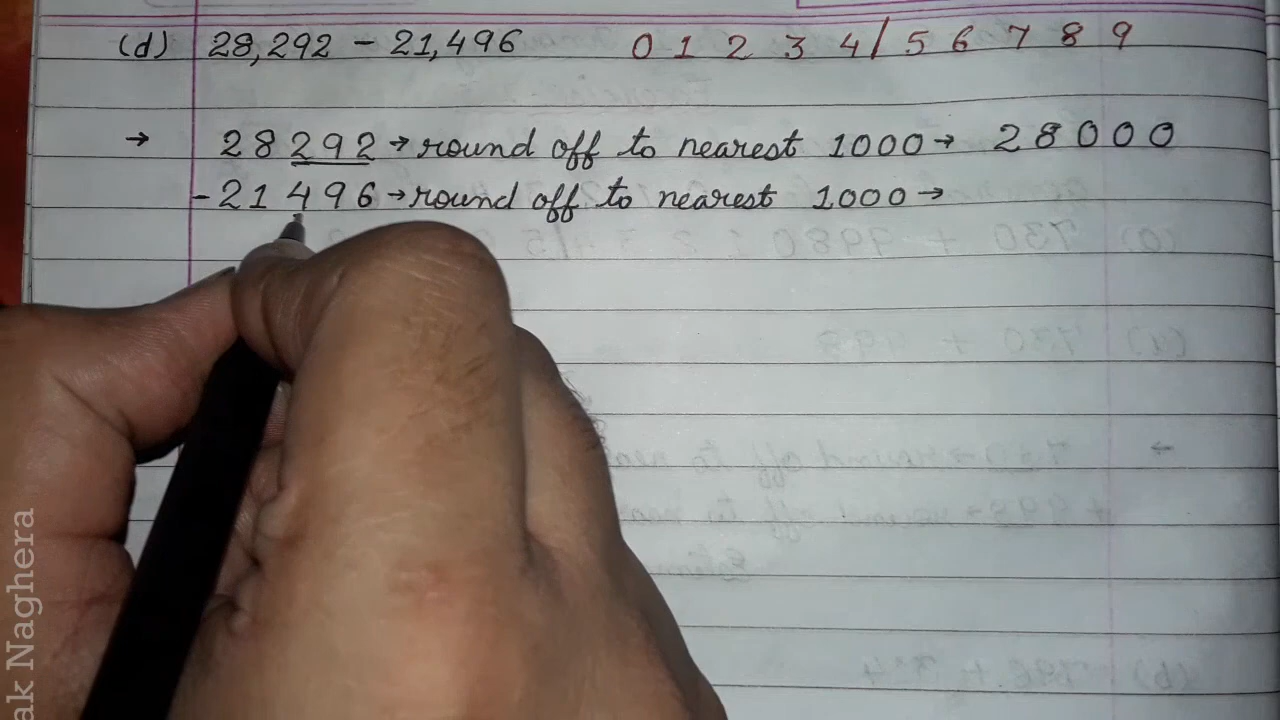 (d) 28,292 - 21,496 0 1 2 3 4 / 5 6 7 8 9
→ 28292 → round off to nearest 1000 → 28000
- 21496 → round off to nearest 1000 →
ak Naghera